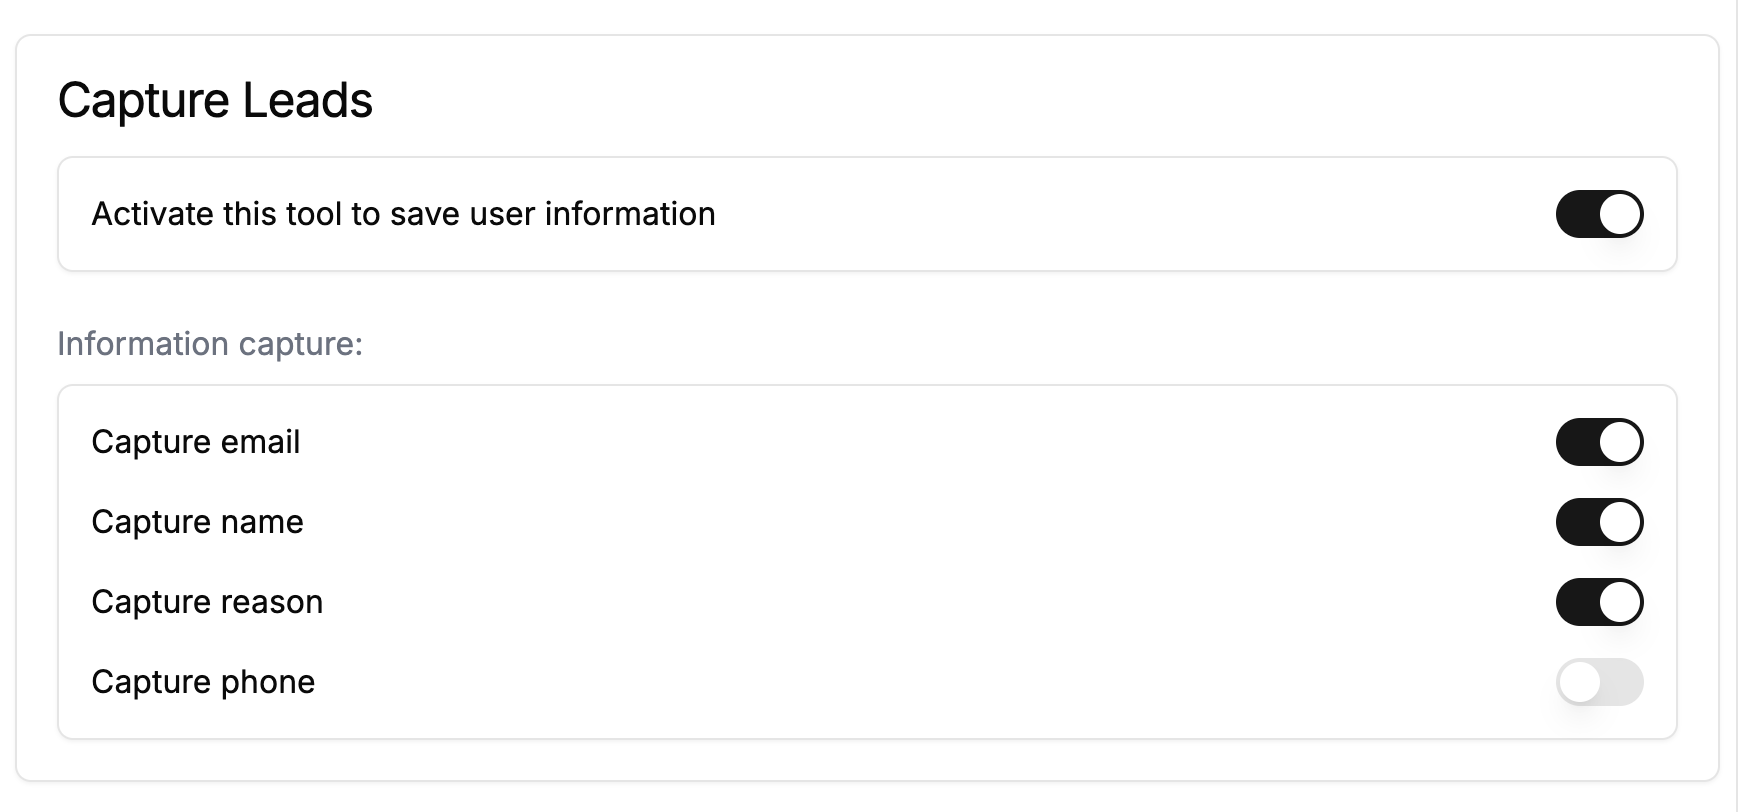 Capture Leads
Activate this tool to save user information
Information capture:
Capture email
Capture name
Capture reason
Capture phone